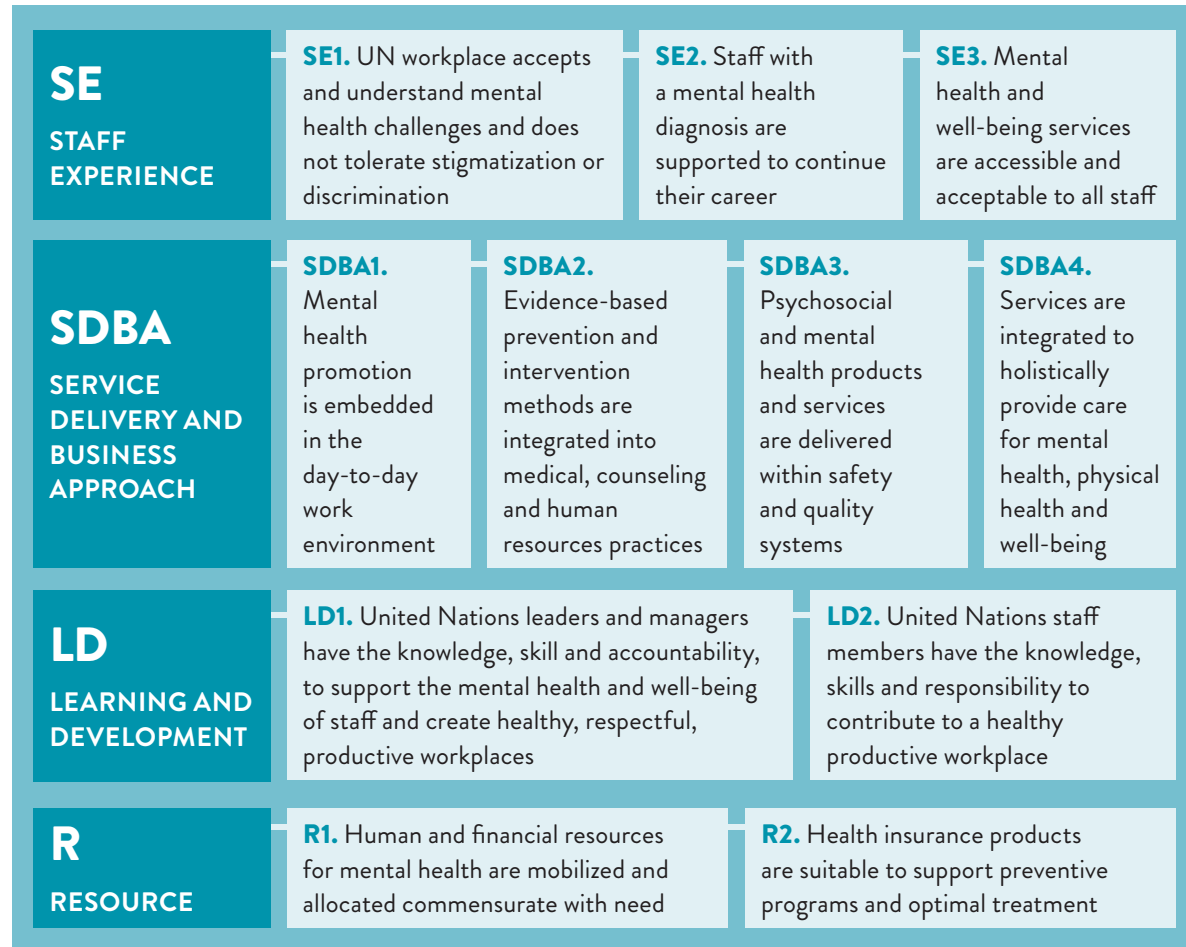 SE
STAFF
EXPERIENCE
SE1. UN workplace accepts
and understand mental
health challenges and does
not tolerate stigmatization or
discrimination
SE2. Staff with
a mental health
diagnosis are
supported to continue
their career
SE3. Mental
health and
well-being services
are accessible and
acceptable to all staff
SDBA
SERVICE
DELIVERY AND
BUSINESS
APPROACH
SDBA1.
Mental
health
promotion
is embedded
in the
day-to-day
work
environment
SDBA2.
Evidence-based
prevention and
intervention
methods are
integrated into
medical, counseling
and human
resources practices
SDBA3.
Psychosocial
and mental
health products
and services
are delivered
within safety
and quality
systems
SDBA4.
Services are
integrated to
holistically
provide care
for mental
health, physical
health and
well-being
LD
LEARNING AND
DEVELOPMENT
LD1. United Nations leaders and managers
have the knowledge, skill and accountability,
to support the mental health and well-being
of staff and create healthy, respectful,
productive workplaces
LD2. United Nations staff
members have the knowledge,
skills and responsibility to
contribute to a healthy
productive workplace
R
RESOURCE
R1. Human and financial resources
for mental health are mobilized and
allocated commensurate with need
R2. Health insurance products
are suitable to support preventive
programs and optimal treatment